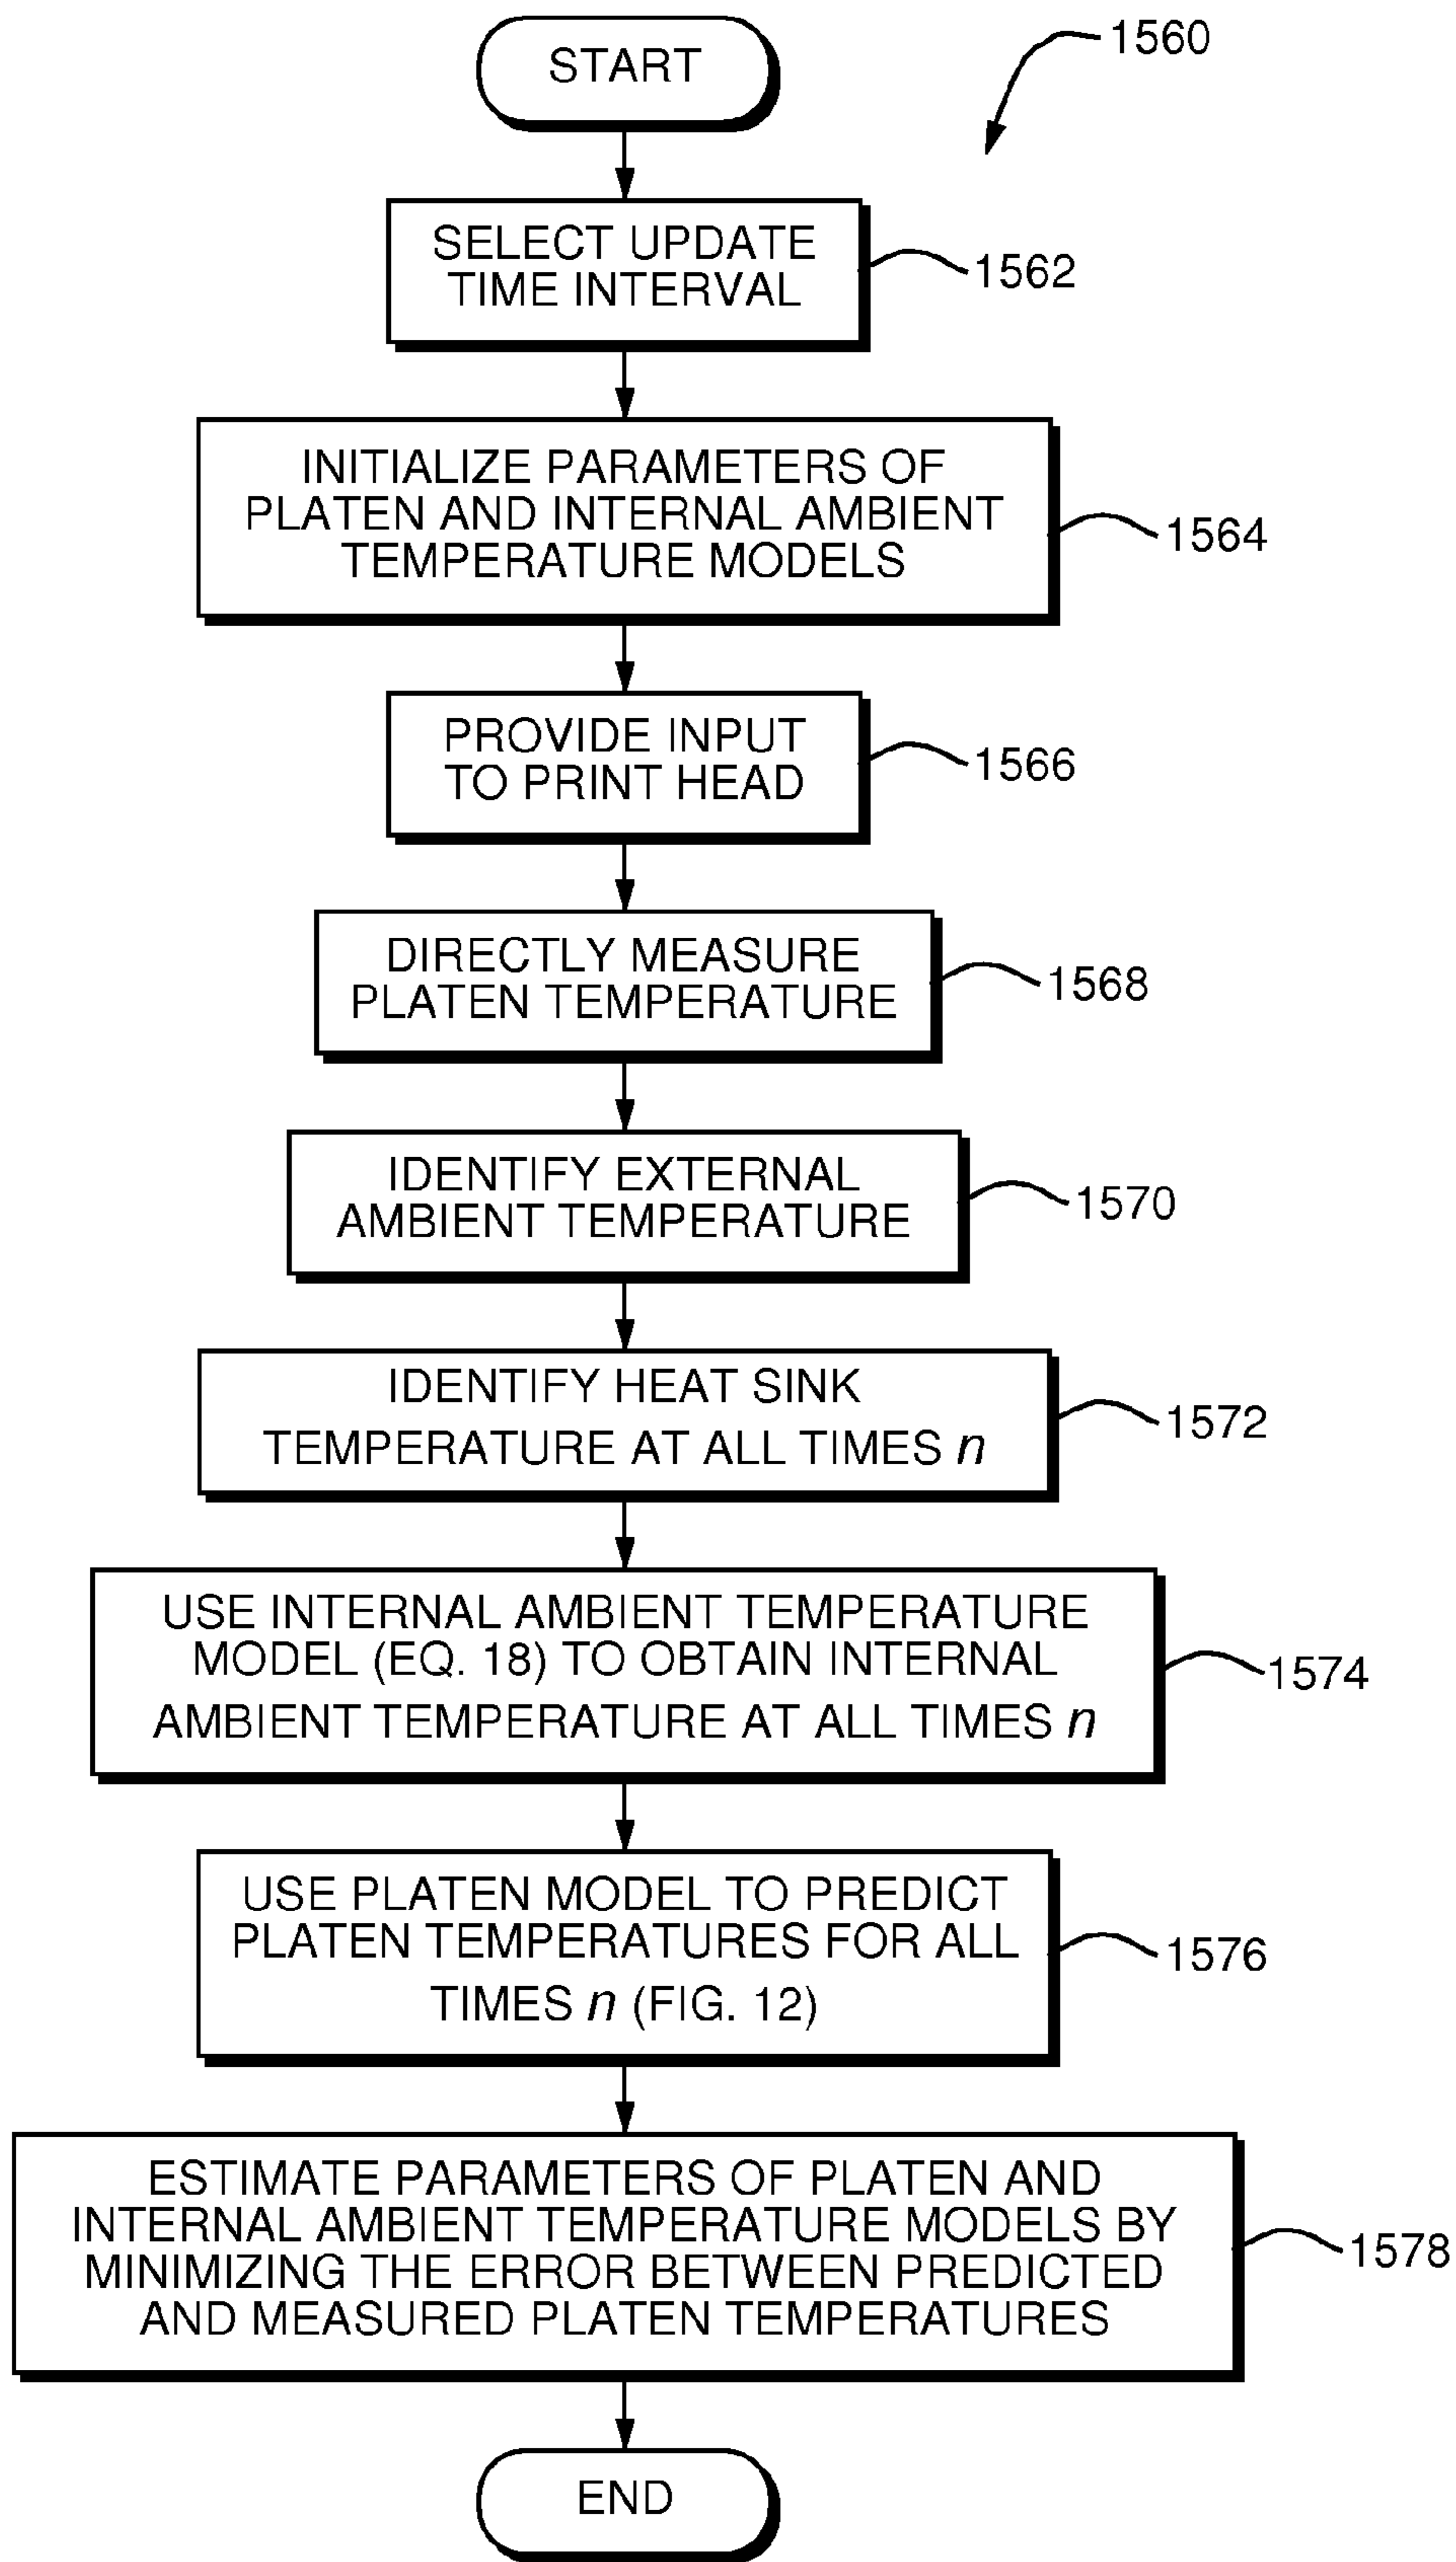 START
1560
SELECT UPDATE
TIME INTERVAL
1562
INITIALIZE PARAMETERS OF
PLATEN AND INTERNAL AMBIENT
TEMPERATURE MODELS
1564
PROVIDE INPUT
TO PRINT HEAD
1566
DIRECTLY MEASURE
PLATEN TEMPERATURE
1568
IDENTIFY EXTERNAL
AMBIENT TEMPERATURE
1570
IDENTIFY HEAT SINK
TEMPERATURE AT ALL TIMES n
1572
USE INTERNAL AMBIENT TEMPERATURE
MODEL (EQ. 18) TO OBTAIN INTERNAL
AMBIENT TEMPERATURE AT ALL TIMES n
1574
USE PLATEN MODEL TO PREDICT
PLATEN TEMPERATURES FOR ALL
TIMES n (FIG. 12)
1576
ESTIMATE PARAMETERS OF PLATEN AND
INTERNAL AMBIENT TEMPERATURE MODELS BY
MINIMIZING THE ERROR BETWEEN PREDICTED
AND MEASURED PLATEN TEMPERATURES
1578
END